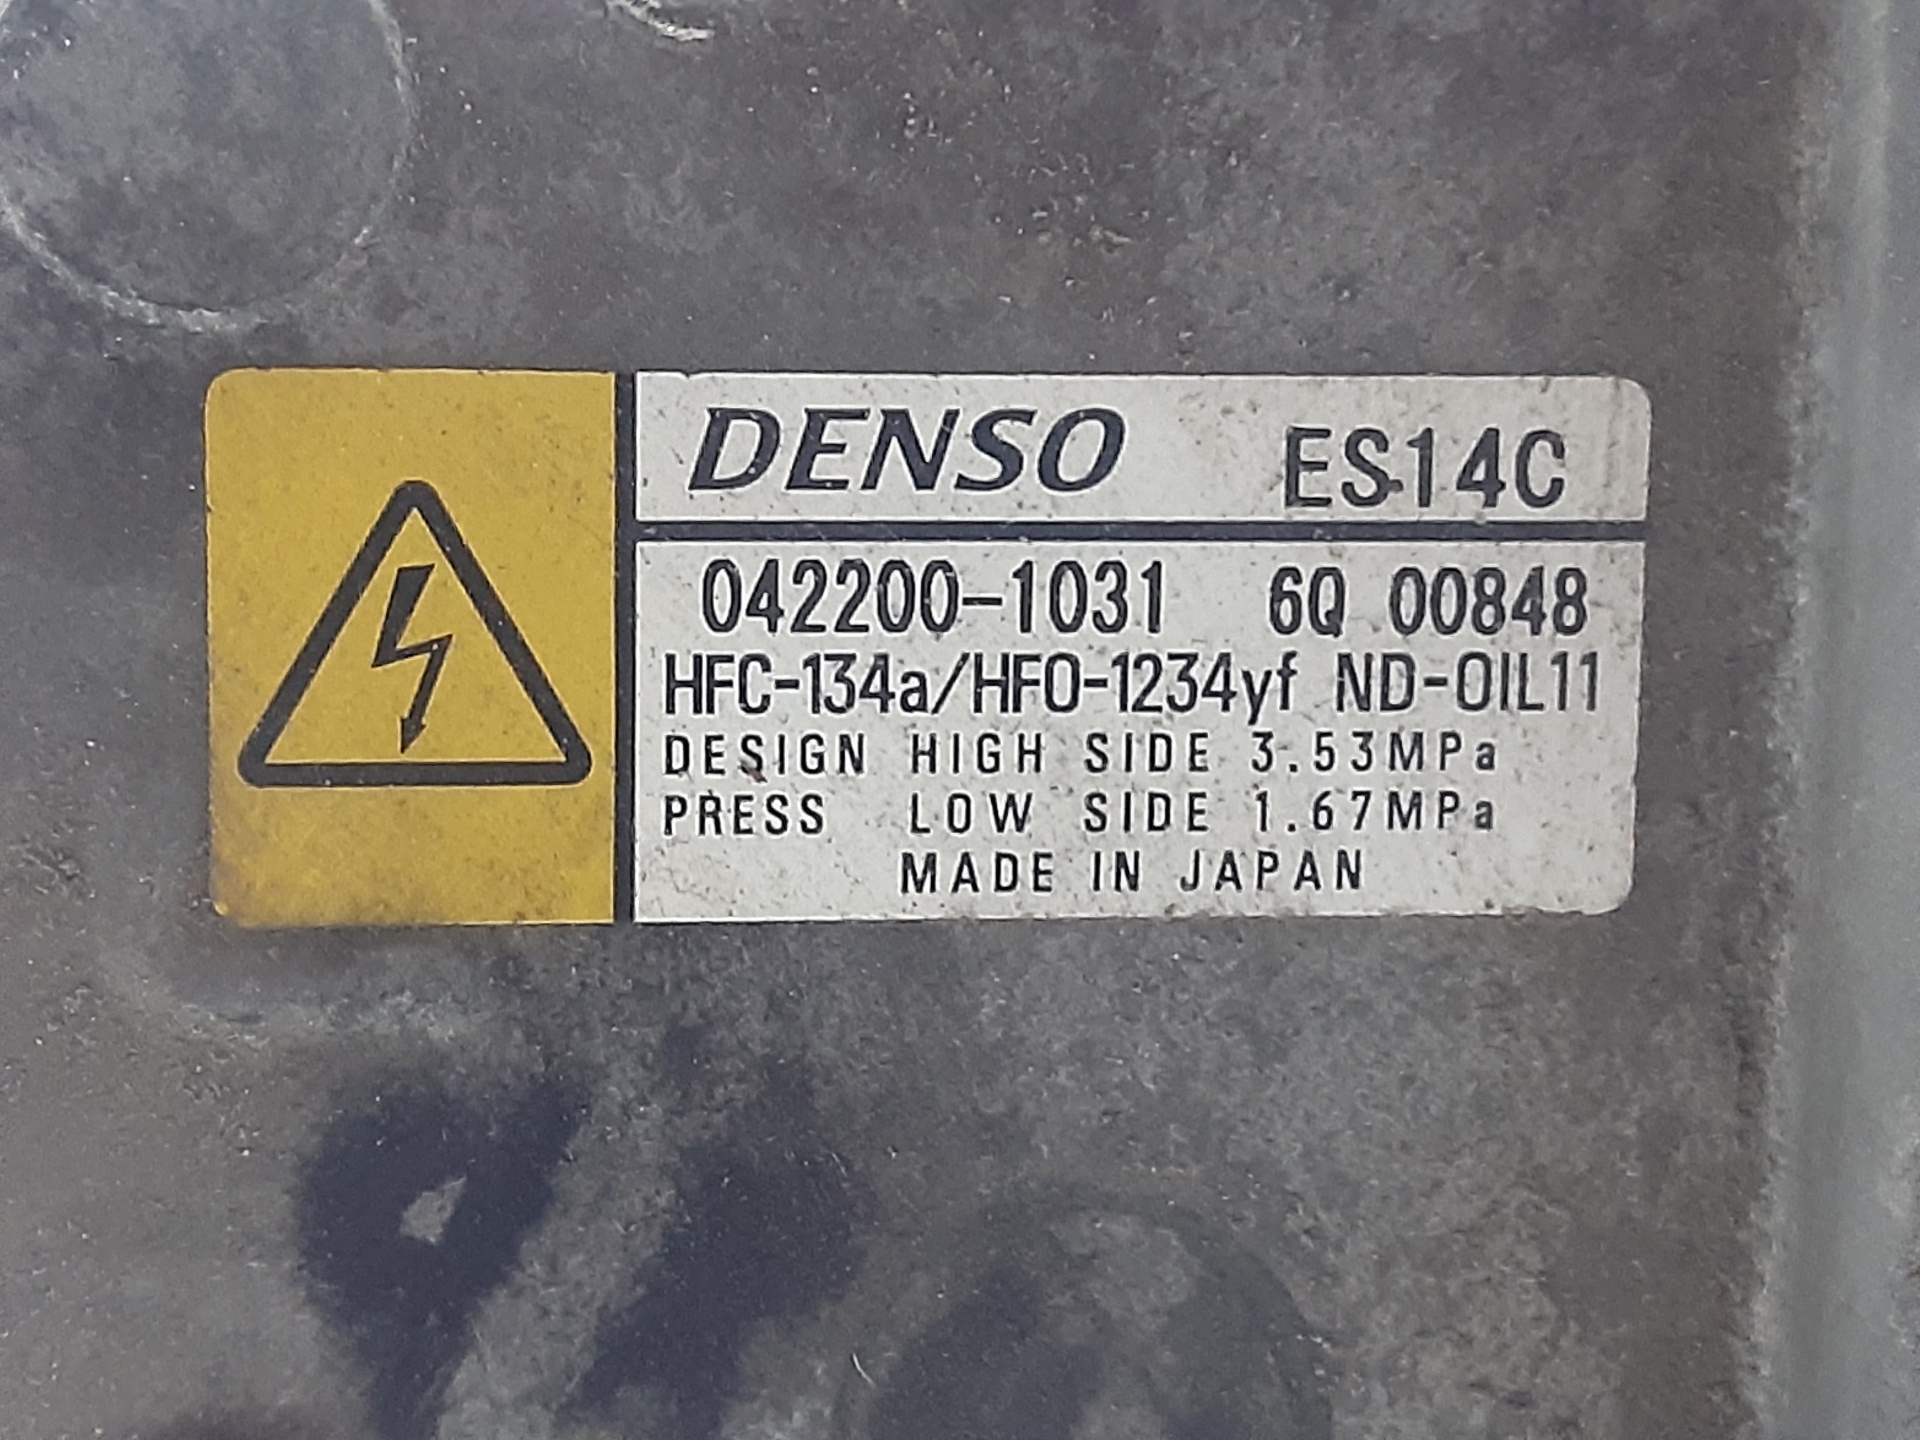 DENSO ES14C
042200-1031 6Q 00848
HFC-134a/HFO-1234yf ND-OIL11
DESIGN HIGH SIDE 3.53MPa
PRESS LOW SIDE 1.67MPa
MADE IN JAPAN